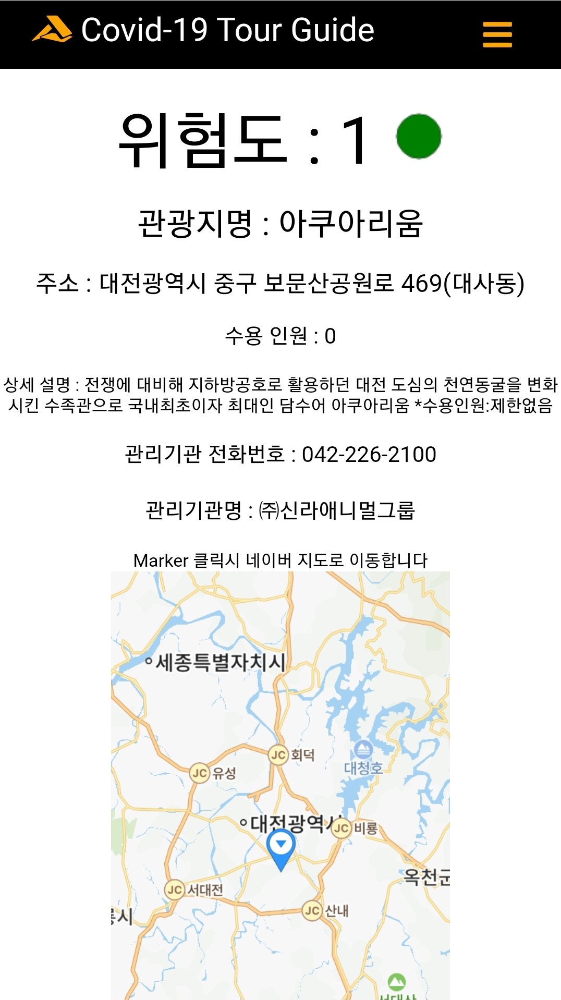 Covid-19 Tour Guide
위험도 : 1
관광지명 : 아쿠아리움
주소 : 대전광역시 중구 보문산공원로 469(대사동)
수용 인원 : 0
상세 설명 : 전쟁에 대비해 지하방공호로 활용하던 대전 도심의 천연동굴을 변화
시킨 수족관으로 국내최초이자 최대인 담수어 아쿠아리움 *수용인원:제한없음
관리기관 전화번호 : 042-226-2100
관리기관명 : ㈜신라애니멀그룹
Marker 클릭시 네이버 지도로 이동합니다
세종특별자치시
JC 회덕
대청호
JC 유성
대전광역시
JC 비룡
옥천군
JC 서대전
JC 산내
룡시
서대산